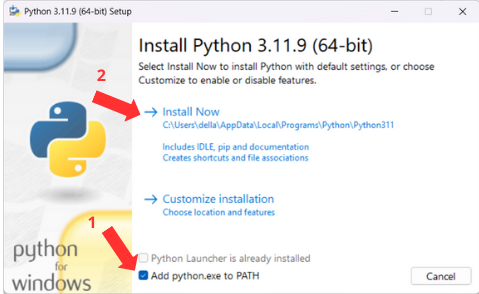 Python 3.11.9 (64-bit) Setup
Install Python 3.11.9 (64-bit)
Select Install Now to install Python with default settings, or choose
Customize to enable or disable features.
2
Install Now
C:\Users\della\AppData\Local\Programs\Python\Python311
Includes IDLE, pip and documentation
Creates shortcuts and file associations
Customize installation
Choose location and features
1
Python Launcher is already installed
Add python.exe to PATH
Cancel
python
for
windows